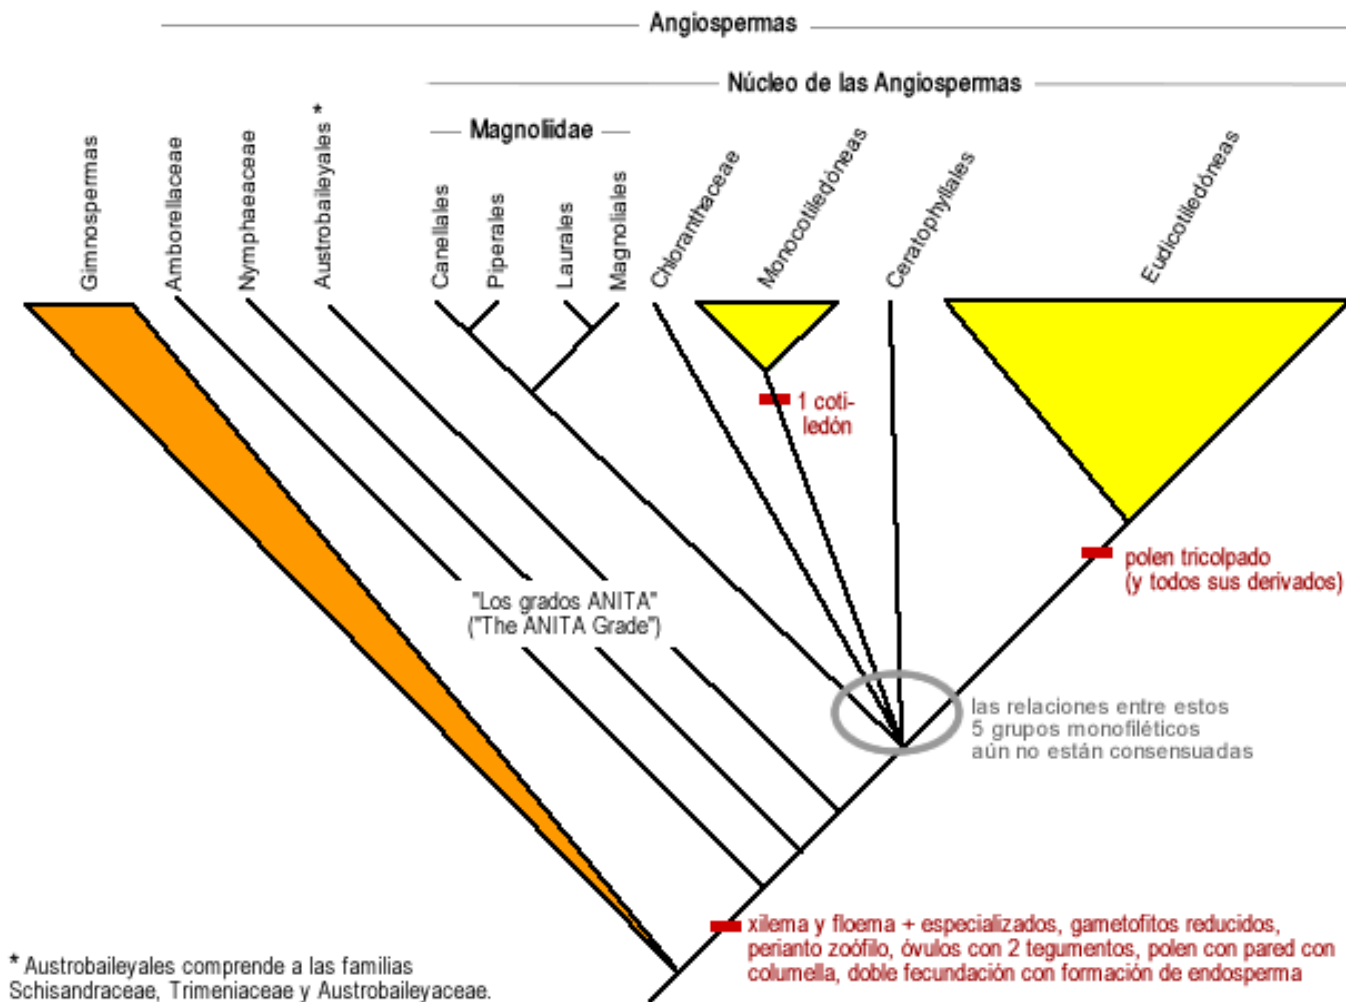 Angiospermas
Núcleo de las Angiospermas
Magnoliidae
Gimnospermas
Amborellaceae
Nymphaeaceae
Austrobaileyales *
Canellales
Piperales
Laurales
Magnoliales
Chloranthaceae
Monocotiledóneas
Ceratophyllales
Eudicotiledóneas
1 coti-
ledón
polen tricolpado
(y todos sus derivados)
"Los grados ANITA"
("The ANITA Grade")
las relaciones entre estos
5 grupos monofiléticos
aún no están consensuadas
xilema y floema + especializados, gametofitos reducidos,
perianto zoófilo, óvulos con 2 tegumentos, polen con pared con
columella, doble fecundación con formación de endosperma
* Austrobaileyales comprende a las familias
Schisandraceae, Trimeniaceae y Austrobaileyaceae.